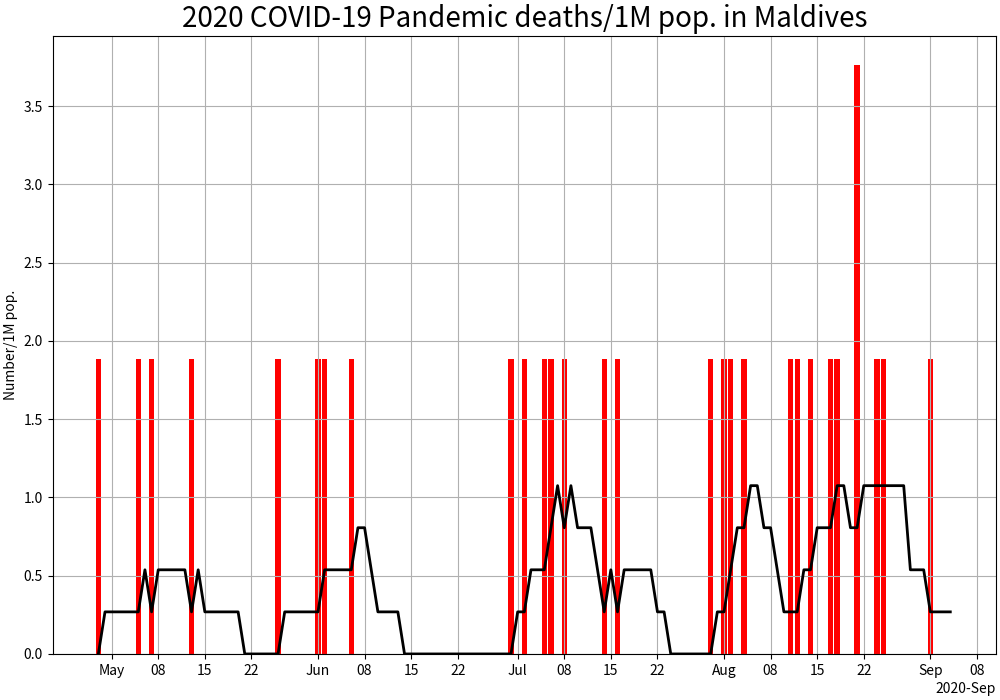 2020 COVID-19 Pandemic deaths/1M pop. in Maldives
Number/1M pop.
3.5
3.0
2.5
2.0
1.5
1.0
0.5
0.0
May 08 15 22 Jun 08 15 22 Jul 08 15 22 Aug 08 15 22 Sep 08
2020-Sep